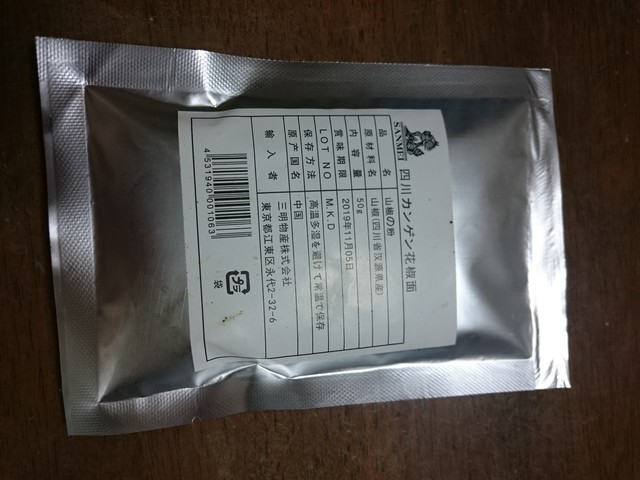 SANMEI
四川カンゲン花椒面
品 名 山椒の粉
原材料名 山椒(四川省汉源県産)
内容量 50g
賞味期限 2019年11月05日
LOT NO M.K.D
保存方法 高温多湿を避けて常温で保存
原産国名 中国
輸入者 三明物産株式会社
東京都江東区永代2-32-6
4531940001063
プラ
袋